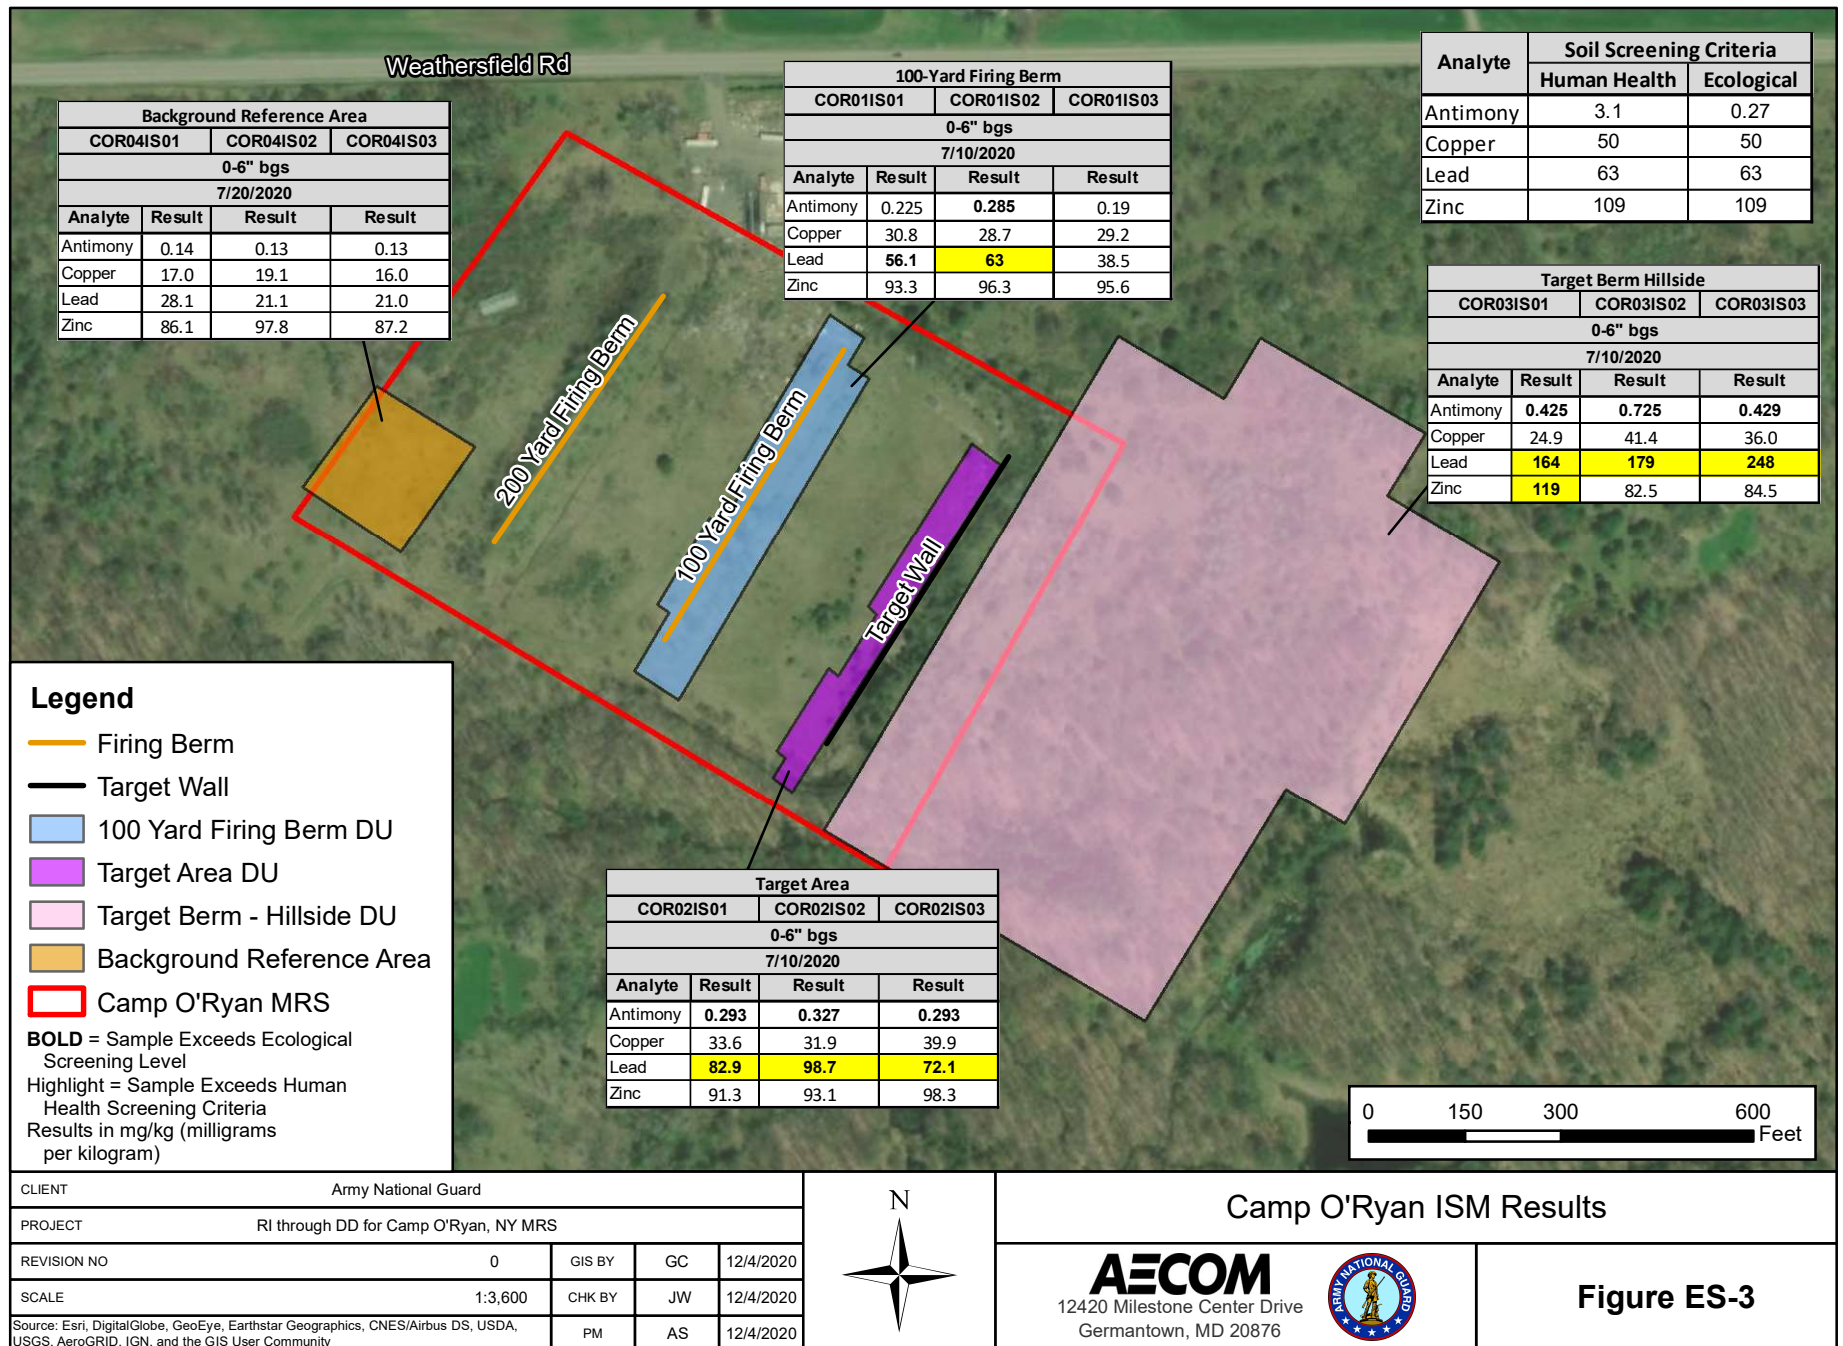 Weathersfield Rd
Background Reference Area
COR04IS01 COR04IS02 COR04IS03
0-6" bgs
7/20/2020
Analyte Result Result Result
Antimony 0.14 0.13 0.13
Copper 17.0 19.1 16.0
Lead 28.1 21.1 21.0
Zinc 86.1 97.8 87.2
100-Yard Firing Berm
COR01IS01 COR01IS02 COR01IS03
0-6" bgs
7/10/2020
Analyte Result Result Result
Antimony 0.225 0.285 0.19
Copper 30.8 28.7 29.2
Lead 56.1 63 38.5
Zinc 93.3 96.3 95.6
Analyte Soil Screening Criteria
Human Health Ecological
Antimony 3.1 0.27
Copper 50 50
Lead 63 63
Zinc 109 109
Target Berm Hillside
COR03IS01 COR03IS02 COR03IS03
0-6" bgs
7/10/2020
Analyte Result Result Result
Antimony 0.425 0.725 0.429
Copper 24.9 41.4 36.0
Lead 164 179 248
Zinc 119 82.5 84.5
200 Yard Firing Berm
100 Yard Firing Berm
Target Wall
Target Area
COR02IS01 COR02IS02 COR02IS03
0-6" bgs
7/10/2020
Analyte Result Result Result
Antimony 0.293 0.327 0.293
Copper 33.6 31.9 39.9
Lead 82.9 98.7 72.1
Zinc 91.3 93.1 98.3
Legend
Firing Berm
Target Wall
100 Yard Firing Berm DU
Target Area DU
Target Berm - Hillside DU
Background Reference Area
Camp O'Ryan MRS
BOLD = Sample Exceeds Ecological
Screening Level
Highlight = Sample Exceeds Human
Health Screening Criteria
Results in mg/kg (milligrams
per kilogram)
0 150 300 600
Feet
CLIENT Army National Guard
PROJECT RI through DD for Camp O'Ryan, NY MRS
REVISION NO 0 GIS BY GC 12/4/2020
SCALE 1:3,600 CHK BY JW 12/4/2020
Source: Esri, DigitalGlobe, GeoEye, Earthstar Geographics, CNES/Airbus DS, USDA,
USGS, AeroGRID, IGN, and the GIS User Community
PM AS 12/4/2020
N
Camp O'Ryan ISM Results
AECOM
12420 Milestone Center Drive
Germantown, MD 20876
ARMY NATIONAL GUARD
Figure ES-3